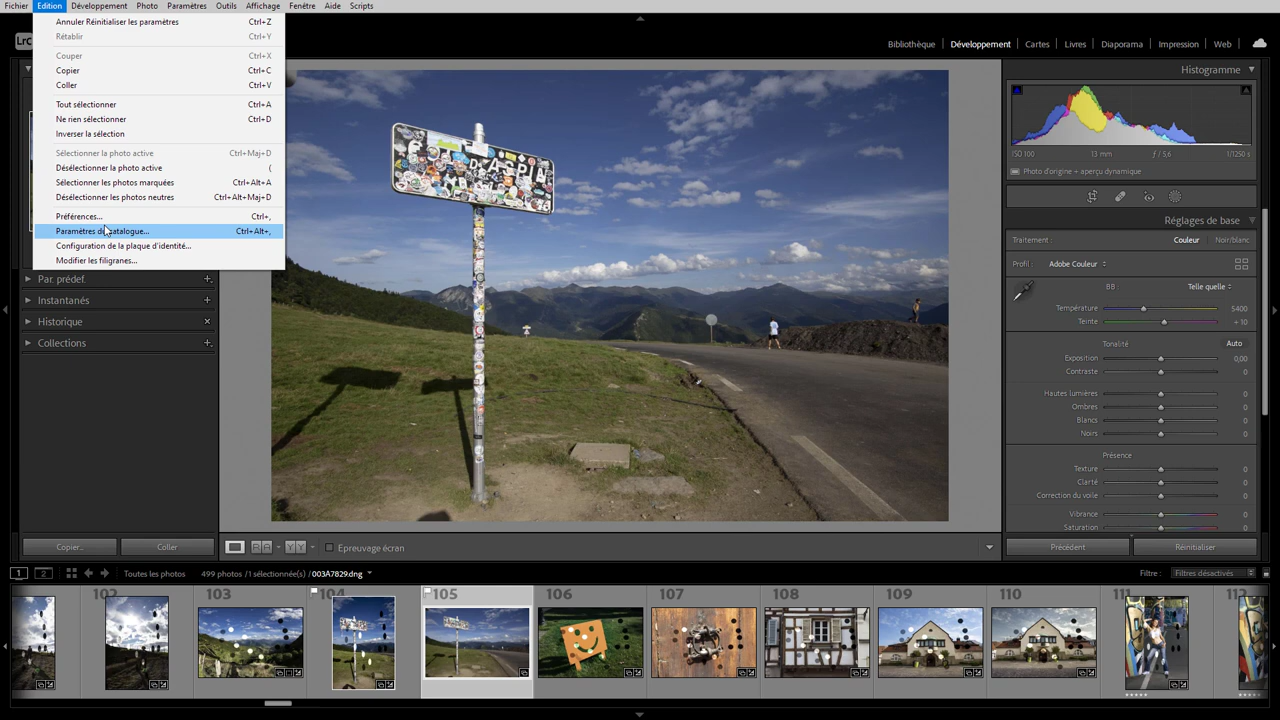 Fichier Edition Développement Photo Paramètres Outils Affichage Fenêtre Aide Scripts
Annuler Réinitialiser les paramètres Ctrl+Z
Rétablir Ctrl+Y
Couper Ctrl+X
Copier Ctrl+C
Coller Ctrl+V
Tout sélectionner Ctrl+A
Ne rien sélectionner Ctrl+D
Inverser la sélection
Sélectionner la photo active Ctrl+Maj+D
Désélectionner la photo active (
Sélectionner les photos marquées Ctrl+Alt+A
Désélectionner les photos neutres Ctrl+Alt+Maj+D
Préférences... Ctrl+,
Paramètres du catalogue... Ctrl+Alt+,
Configuration de la plaque d'identité...
Modifier les filigranes...
Lrc
Bibliothèque Développement Cartes Livres Diaporama Impression Web
Par. prédéf.
Instantanés
Historique
Collections
Copier... Coller
Histogramme
ISO 100 13 mm ƒ / 5,6 1/1250 s
Photo d'origine + aperçu dynamique
Réglages de base
Traitement : Couleur Noir/blanc
Profil : Adobe Couleur
BB : Telle quelle
Température 5400
Teinte + 10
Tonalité Auto
Exposition 0,00
Contraste 0
Hautes lumières 0
Ombres 0
Blancs 0
Noirs 0
Présence
Texture 0
Clarté 0
Correction du voile 0
Vibrance 0
Saturation 0
Précédent Réinitialiser
Epreuvage écran
1 2 Toutes les photos 499 photos / 1 sélectionnée(s) / 003A7829.dng Filtre : Filtres désactivés
102 103 104 105 106 107 108 109 110 111 112